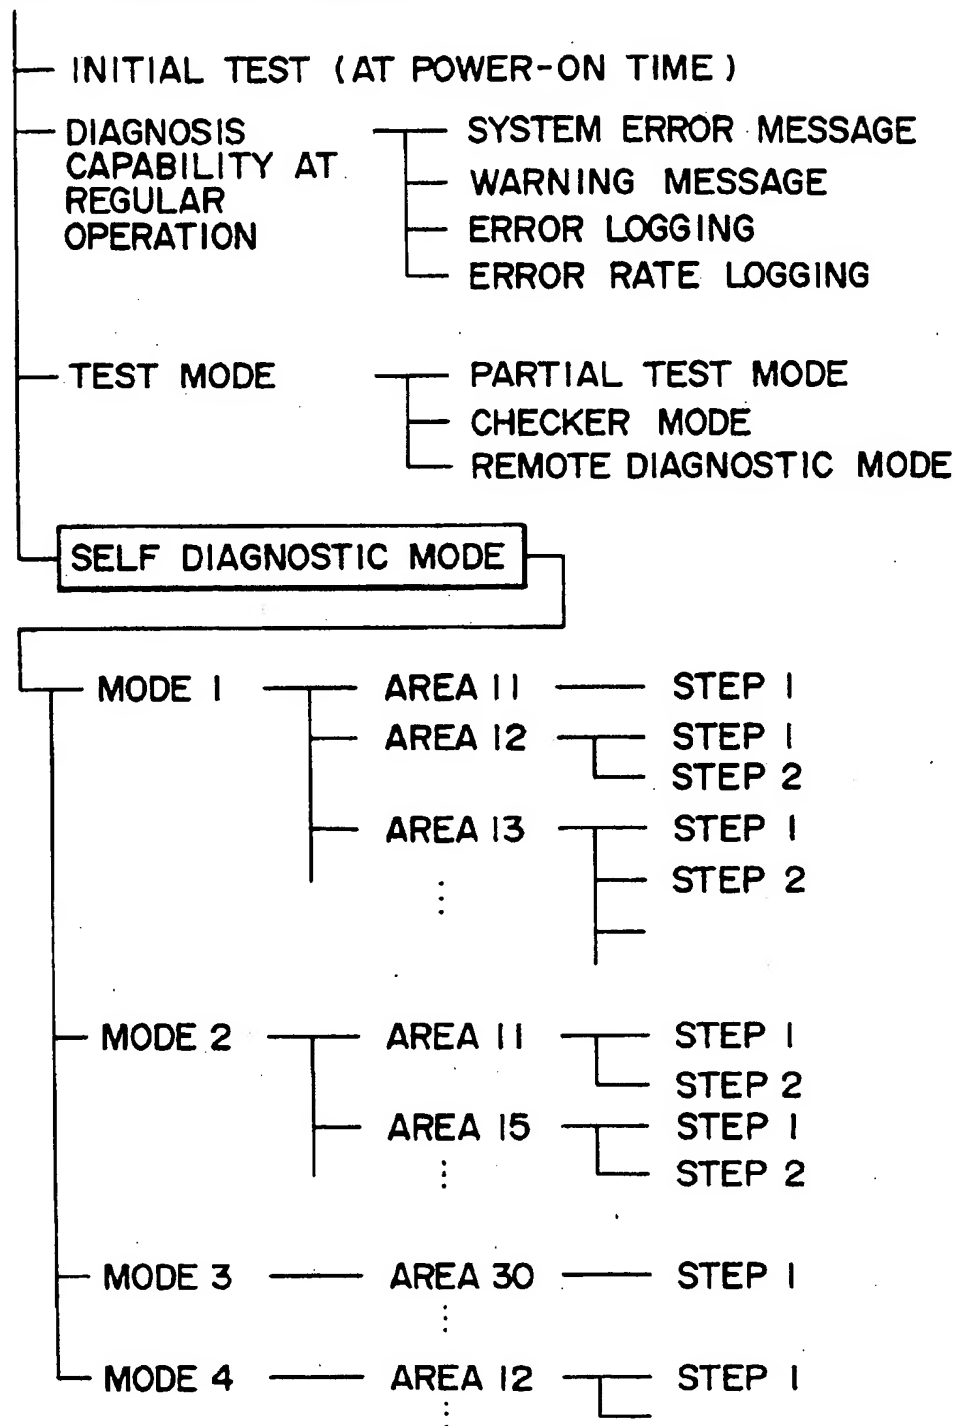 INITIAL TEST (AT POWER-ON TIME)
DIAGNOSIS
CAPABILITY AT
REGULAR
OPERATION
SYSTEM ERROR MESSAGE
WARNING MESSAGE
ERROR LOGGING
ERROR RATE LOGGING
TEST MODE
PARTIAL TEST MODE
CHECKER MODE
REMOTE DIAGNOSTIC MODE
SELF DIAGNOSTIC MODE
MODE 1 AREA 11 STEP 1
AREA 12 STEP 1
STEP 2
AREA 13 STEP 1
STEP 2
MODE 2 AREA 11 STEP 1
STEP 2
AREA 15 STEP 1
STEP 2
MODE 3 AREA 30 STEP 1
MODE 4 AREA 12 STEP 1